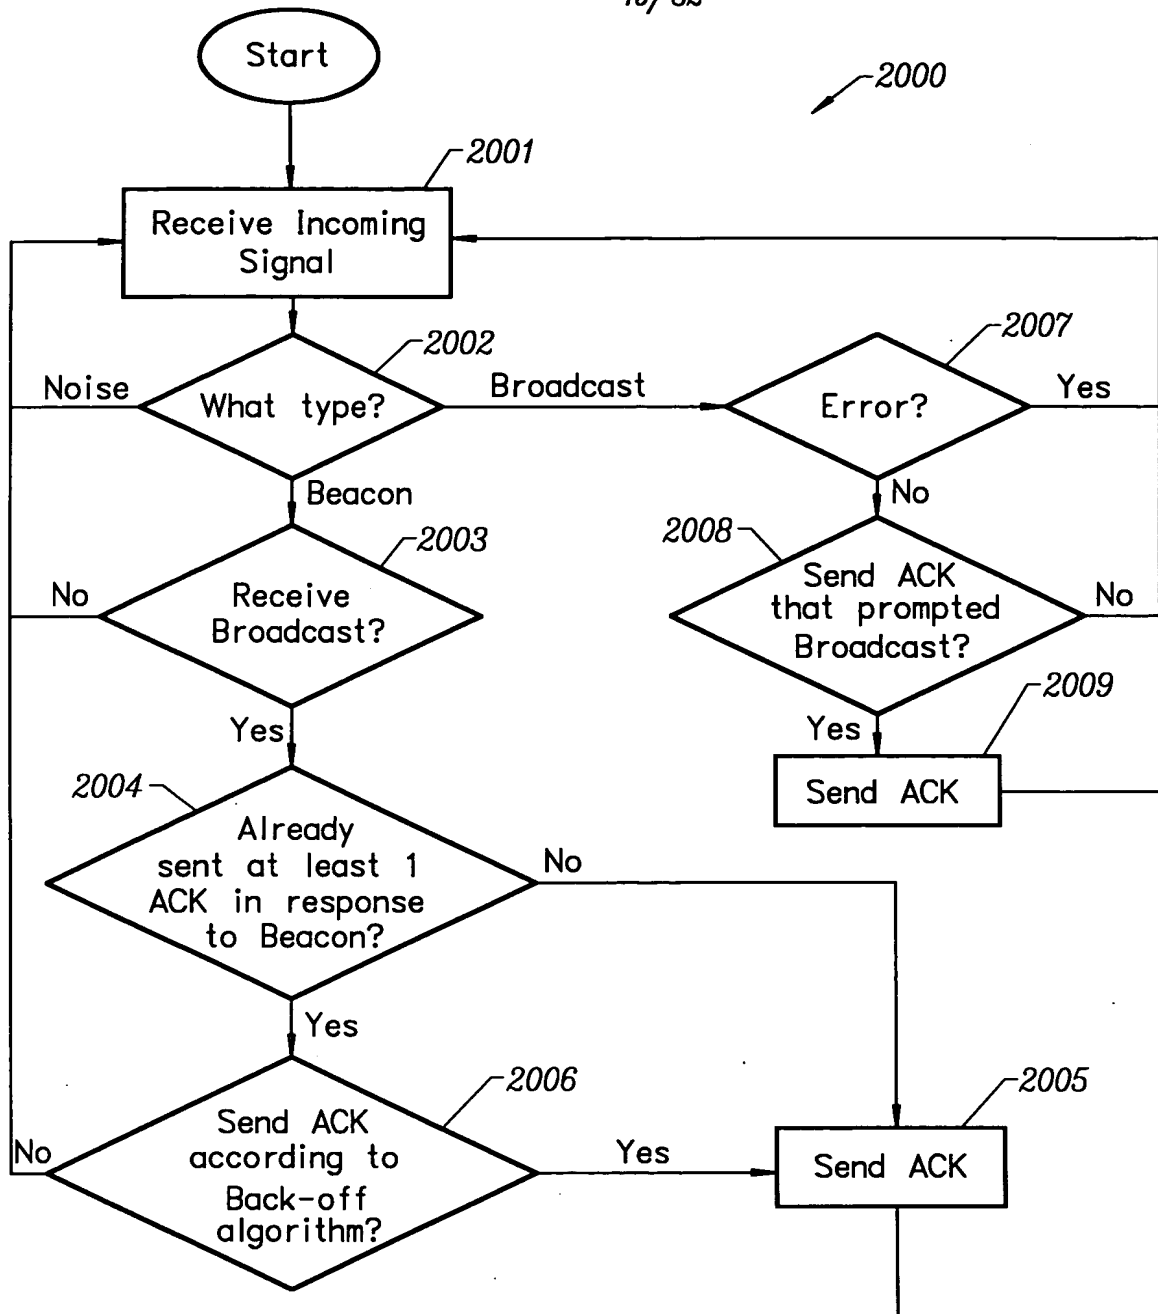 Start
2000
2001
Receive Incoming
Signal
2002
2007
Noise
What type?
Broadcast
Error?
Yes
Beacon
No
2003
2008
No
Receive
Broadcast?
Send ACK
that prompted
Broadcast?
No
Yes
Yes
2009
Send ACK
2004
Already
sent at least 1
ACK in response
to Beacon?
No
Yes
2006
2005
No
Send ACK
according to
Back-off
algorithm?
Yes
Send ACK